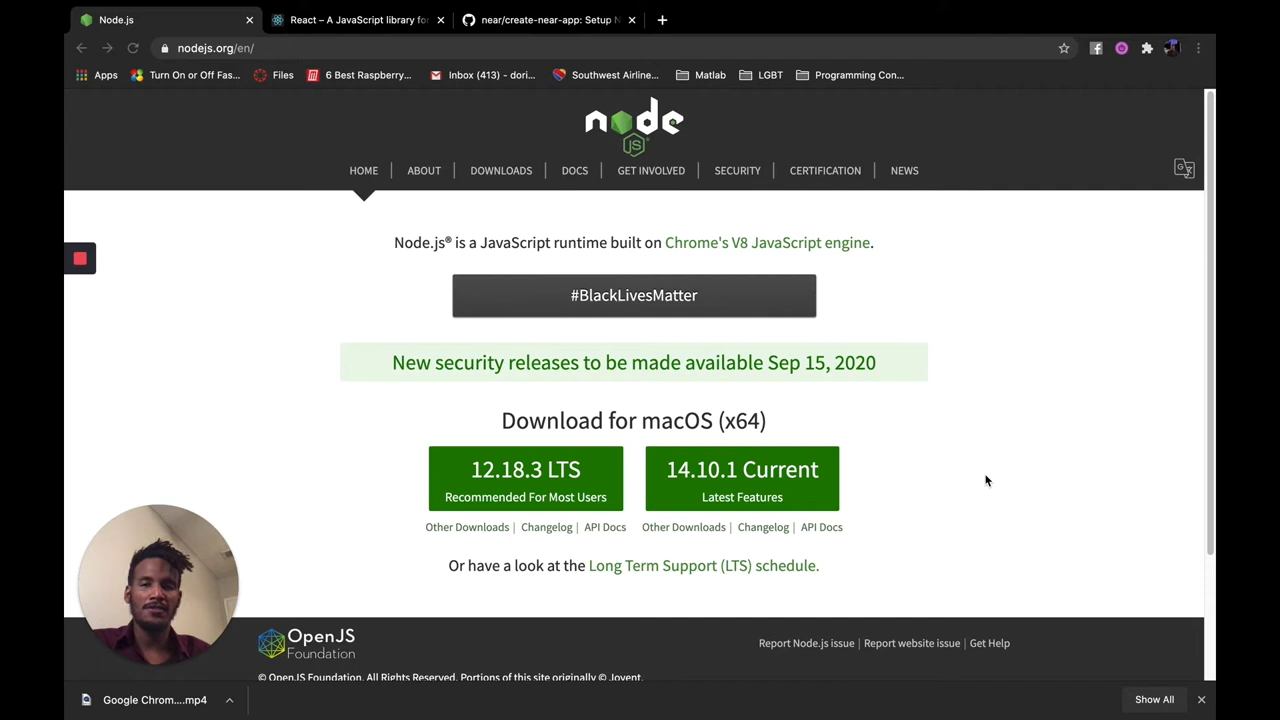 Node.js
React – A JavaScript library fo
near/create-near-app: Setup N
nodejs.org/en/
Apps
Turn On or Off Fas...
Files
6 Best Raspberry...
Inbox (413) - dori...
Southwest Airline...
Matlab
LGBT
Programming Con...
node
JS
HOME
ABOUT
DOWNLOADS
DOCS
GET INVOLVED
SECURITY
CERTIFICATION
NEWS
Node.js® is a JavaScript runtime built on Chrome's V8 JavaScript engine.
#BlackLivesMatter
New security releases to be made available Sep 15, 2020
Download for macOS (x64)
12.18.3 LTS
Recommended For Most Users
14.10.1 Current
Latest Features
Other Downloads | Changelog | API Docs
Other Downloads | Changelog | API Docs
Or have a look at the Long Term Support (LTS) schedule.
OpenJS
Foundation
Report Node.js issue | Report website issue | Get Help
© OpenJS Foundation. All Rights Reserved. Portions of this site originally © Joyent.
Google Chrom....mp4
Show All